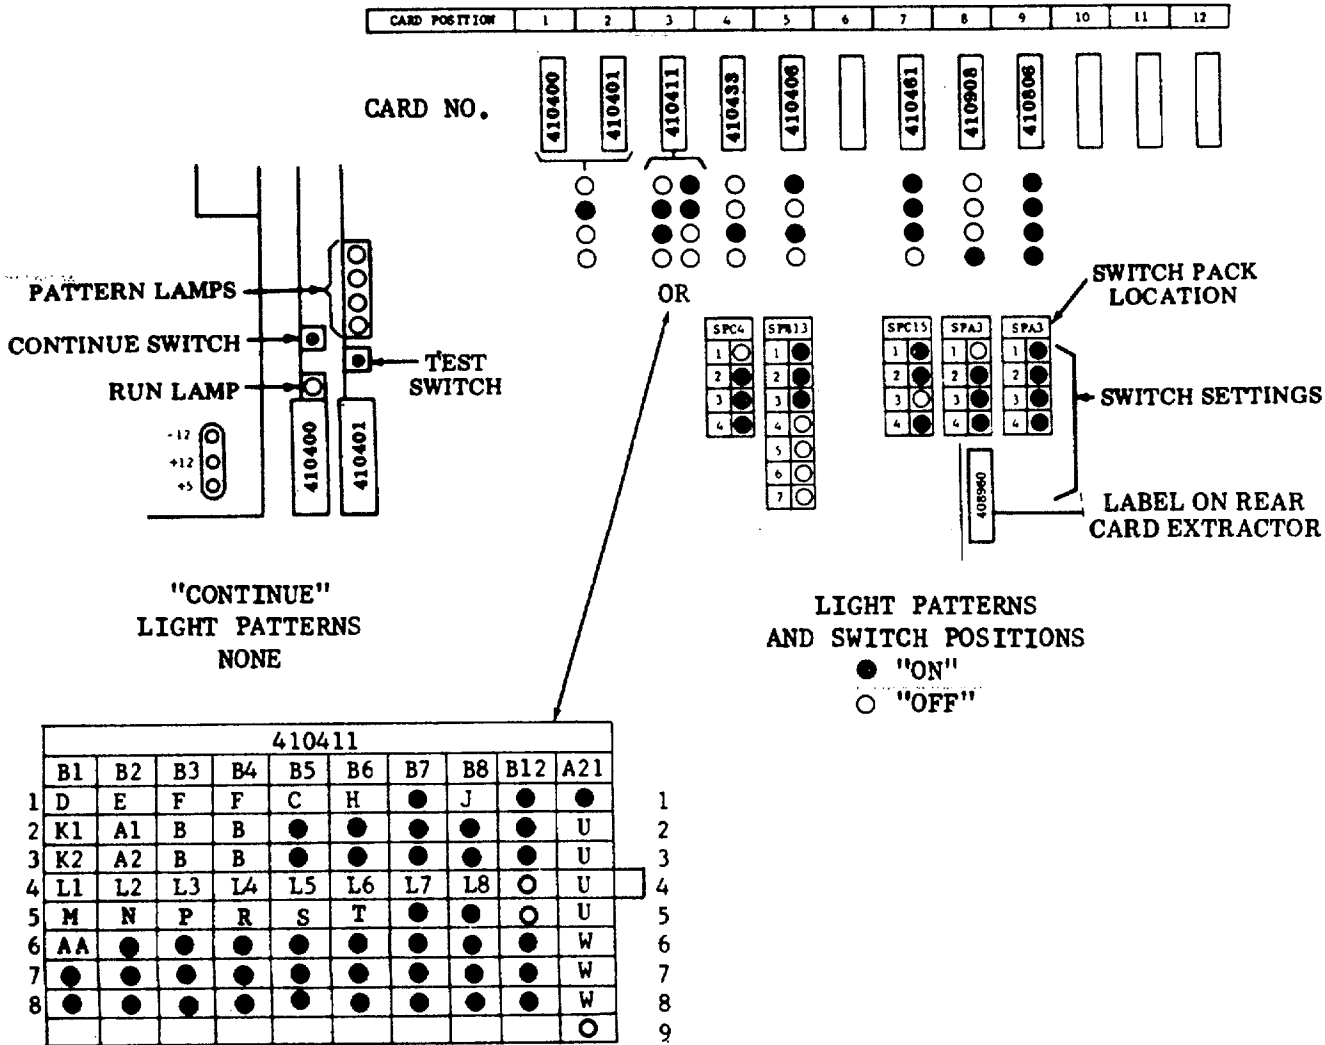 CARD POSITION 1 2 3 4 5 6 7 8 9 10 11 12
CARD NO. 410400 410401 410411 410433 410406 410461 410908 410806
OR
PATTERN LAMPS
CONTINUE SWITCH
RUN LAMP
TEST SWITCH
-12
+12
+5
410400 410401
SWITCH PACK LOCATION
SPC4 SPB13 SPC15 SPA3 SPA3
1 1 1 1 1
2 2 2 2 2
3 3 3 3 3
4 4 4 4 4
5
6
7
SWITCH SETTINGS
408960
LABEL ON REAR CARD EXTRACTOR
"CONTINUE"
LIGHT PATTERNS
NONE
LIGHT PATTERNS
AND SWITCH POSITIONS
"ON"
"OFF"
410411
B1 B2 B3 B4 B5 B6 B7 B8 B12 A21
1 D E F F C H J 1
2 K1 A1 B B U 2
3 K2 A2 B B U 3
4 L1 L2 L3 L4 L5 L6 L7 L8 U 4
5 M N P R S T U 5
6 AA W 6
7 W 7
8 W 8
9